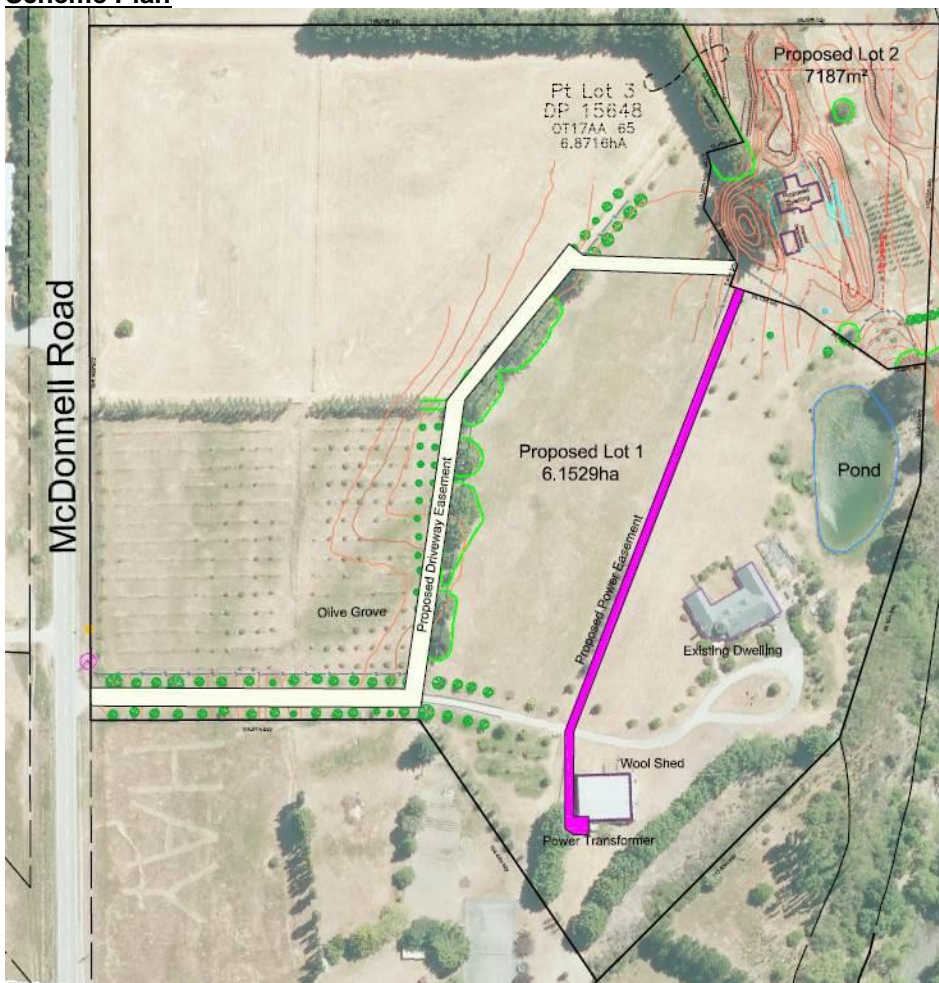 Scheme Plan
Proposed Lot 2
7187m²
Pt Lot 3
DP 15648
OT17AA 65
6.8716hA
Proposed
Dwelling
McDonnell Road
Proposed Lot 1
6.1529ha
Pond
Proposed Driveway Easement
Proposed Power Easement
Olive Grove
Existing Dwelling
Wool Shed
Power Transformer